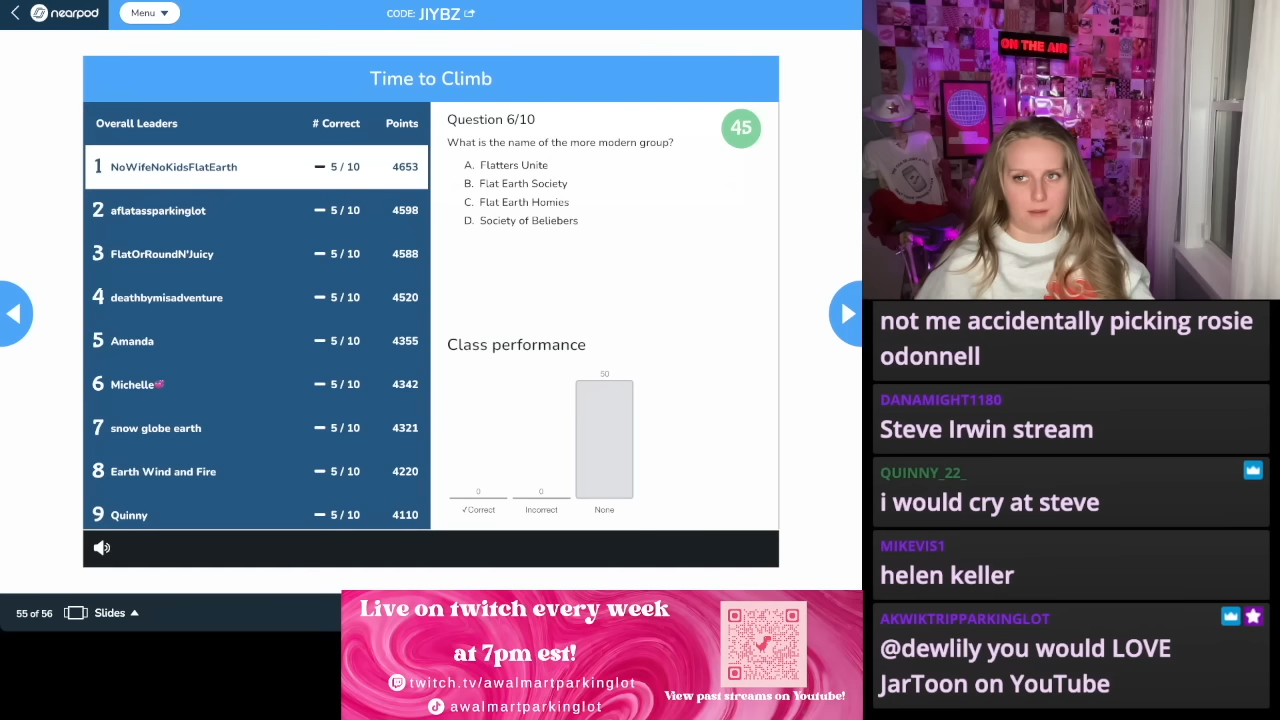 nearpod
Menu
CODE: JIYBZ
Time to Climb
Overall Leaders # Correct Points
1 NoWifeNoKidsFlatEarth – 5 / 10 4653
2 aflatassparkinglot – 5 / 10 4598
3 FlatOrRoundN'Juicy – 5 / 10 4588
4 deathbymisadventure – 5 / 10 4520
5 Amanda – 5 / 10 4355
6 Michelle💕 – 5 / 10 4342
7 snow globe earth – 5 / 10 4321
8 Earth Wind and Fire – 5 / 10 4220
9 Quinny – 5 / 10 4110
Question 6/10
45
What is the name of the more modern group?
A. Flatters Unite
B. Flat Earth Society
C. Flat Earth Homies
D. Society of Beliebers
Class performance
0 0 50
✓Correct Incorrect None
55 of 56 Slides
ON THE AIR
not me accidentally picking rosie
odonnell
DANAMIGHT1180
Steve Irwin stream
QUINNY_22_
i would cry at steve
MIKEVIS1
helen keller
AKWIKTRIPPARKINGLOT
@dewlily you would LOVE
JarToon on YouTube
Live on twitch every week
at 7pm est!
twitch.tv/awalmartparkinglot
awalmartparkinglot
View past streams on Youtube!